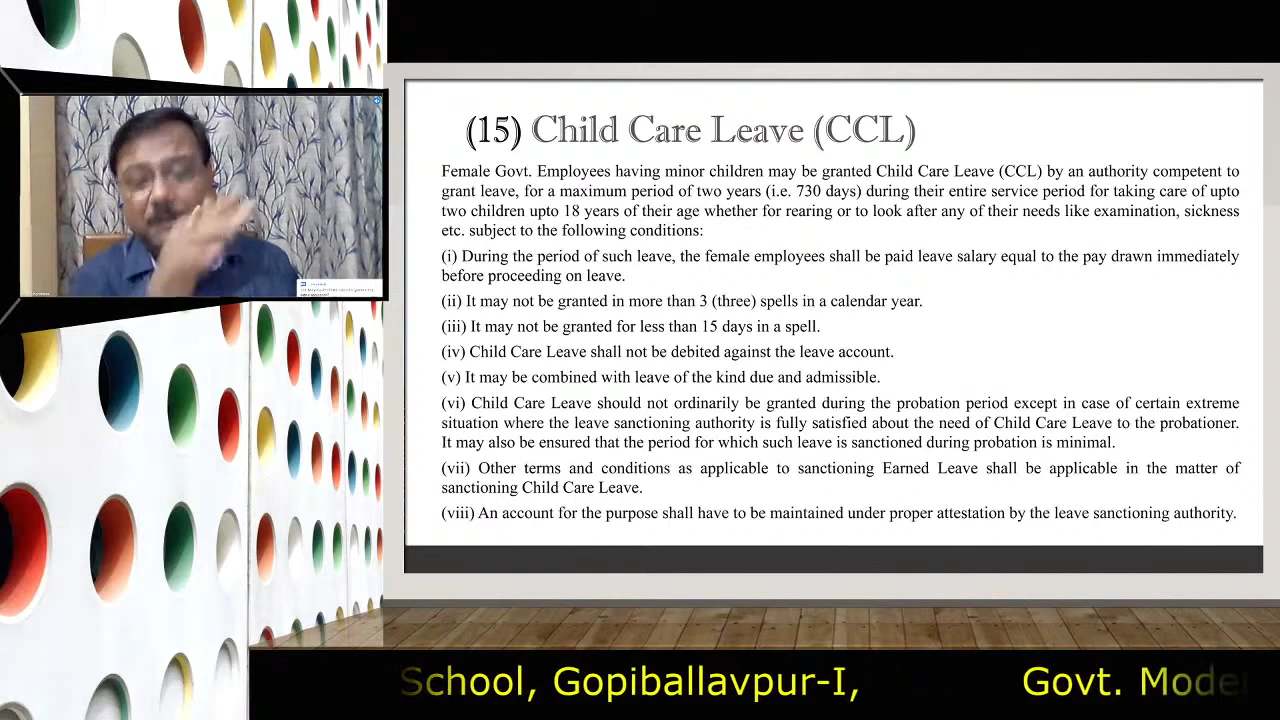 (15) Child Care Leave (CCL)
Female Govt. Employees having minor children may be granted Child Care Leave (CCL) by an authority competent to
grant leave, for a maximum period of two years (i.e. 730 days) during their entire service period for taking care of upto
two children upto 18 years of their age whether for rearing or to look after any of their needs like examination, sickness
etc. subject to the following conditions:
(i) During the period of such leave, the female employees shall be paid leave salary equal to the pay drawn immediately
before proceeding on leave.
(ii) It may not be granted in more than 3 (three) spells in a calendar year.
(iii) It may not be granted for less than 15 days in a spell.
(iv) Child Care Leave shall not be debited against the leave account.
(v) It may be combined with leave of the kind due and admissible.
(vi) Child Care Leave should not ordinarily be granted during the probation period except in case of certain extreme
situation where the leave sanctioning authority is fully satisfied about the need of Child Care Leave to the probationer.
It may also be ensured that the period for which such leave is sanctioned during probation is minimal.
(vii) Other terms and conditions as applicable to sanctioning Earned Leave shall be applicable in the matter of
sanctioning Child Care Leave.
(viii) An account for the purpose shall have to be maintained under proper attestation by the leave sanctioning authority.
School, Gopiballavpur-I, Govt. Mode